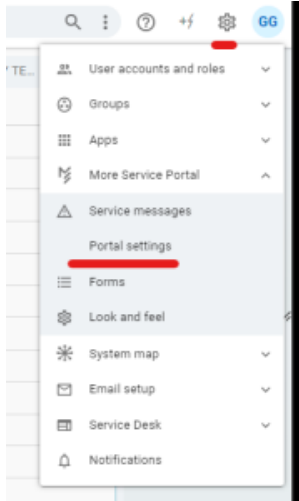 GG
TE...
User accounts and roles
Groups
Apps
More Service Portal
Service messages
Portal settings
Forms
Look and feel
System map
Email setup
Service Desk
Notifications